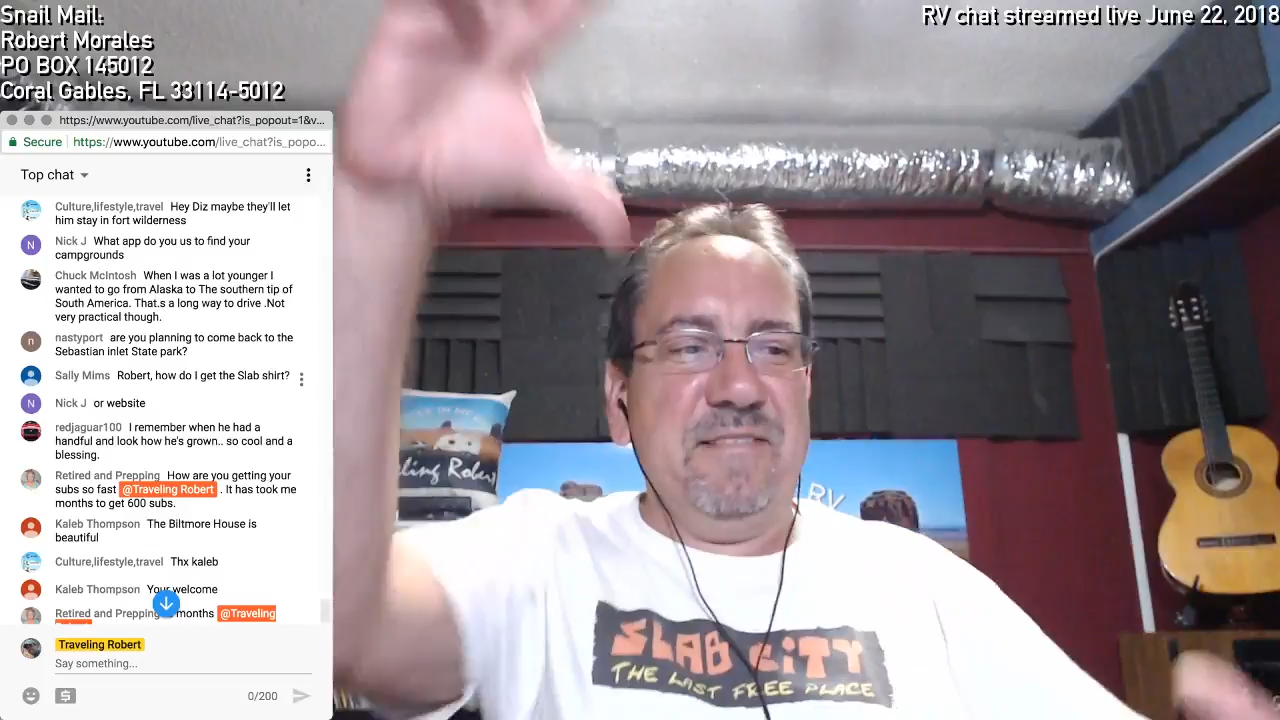 Snail Mail:
Robert Morales
PO BOX 145012
Coral Gables, FL 33114-5012
RV chat streamed live June 22, 2018
https://www.youtube.com/live_chat?is_popout=1&v...
Secure https://www.youtube.com/live_chat?is_popo...
Top chat
Culture,lifestyle,travel Hey Diz maybe they'll let
him stay in fort wilderness
N Nick J What app do you us to find your
campgrounds
Chuck McIntosh When I was a lot younger I
wanted to go from Alaska to The southern tip of
South America. That.s a long way to drive .Not
very practical though.
n nastyport are you planning to come back to the
Sebastian inlet State park?
Sally Mims Robert, how do I get the Slab shirt?
N Nick J or website
redjaguar100 I remember when he had a
handful and look how he's grown.. so cool and a
blessing.
Retired and Prepping How are you getting your
subs so fast @Traveling Robert . It has took me
months to get 600 subs.
Kaleb Thompson The Biltmore House is
beautiful
Culture,lifestyle,travel Thx kaleb
Kaleb Thompson Your welcome
Retired and Prepping months @Traveling
Traveling Robert
Say something...
0/200
RV
SLAB CITY
THE LAST FREE PLACE